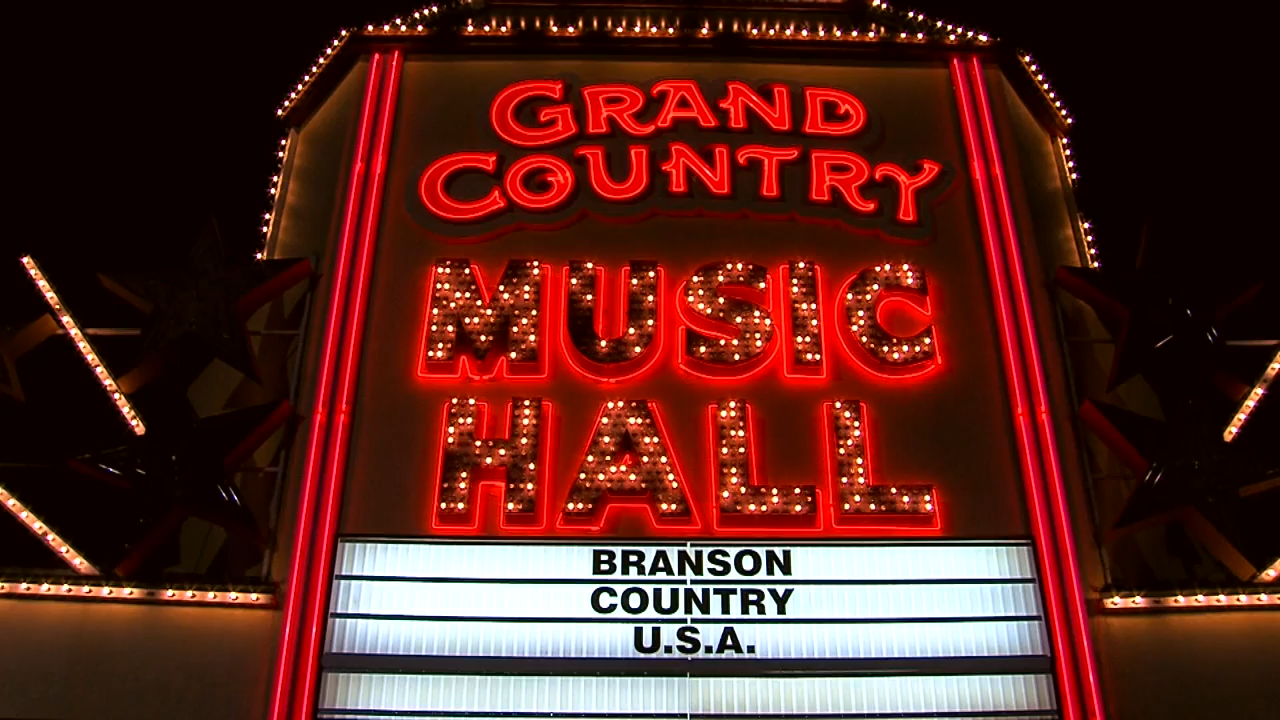 GRAND
COUNTRY
MUSIC
HALL
BRANSON
COUNTRY
U.S.A.